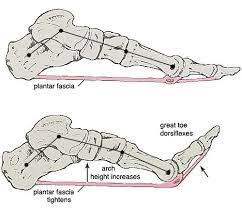 plantar fascia
great toe
dorsiflexes
arch
height increases
plantar fascia
tightens